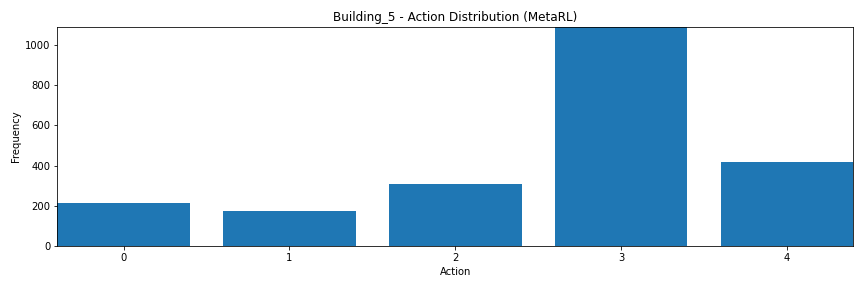 Building_5 - Action Distribution (MetaRL)
1000
800
600
400
200
0
Frequency
0 1 2 3 4
Action